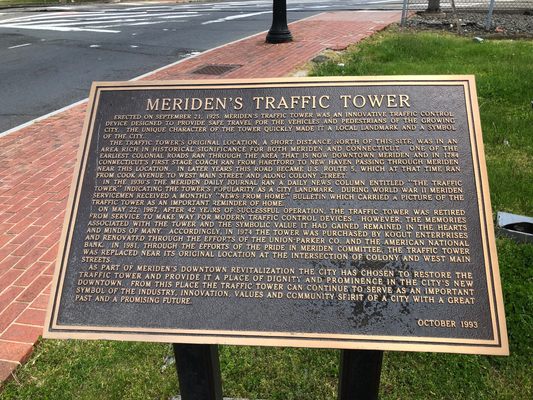 MERIDEN'S TRAFFIC TOWER
ERECTED ON SEPTEMBER 21, 1925, MERIDEN'S TRAFFIC TOWER WAS AN INNOVATIVE TRAFFIC CONTROL
DEVICE DESIGNED TO PROVIDE SAFE TRAVEL FOR THE VEHICLES AND PEDESTRIANS OF THE GROWING
CITY. THE UNIQUE CHARACTER OF THE TOWER QUICKLY MADE IT A LOCAL LANDMARK AND A SYMBOL
OF THE CITY.
THE TRAFFIC TOWER'S ORIGINAL LOCATION, A SHORT DISTANCE NORTH OF THIS SITE, WAS IN AN
AREA RICH IN HISTORICAL SIGNIFICANCE FOR BOTH MERIDEN AND CONNECTICUT. ONE OF THE
EARLIEST COLONIAL ROADS RAN THROUGH THE AREA THAT IS NOW DOWNTOWN MERIDEN AND IN 1784
CONNECTICUT'S FIRST STAGE COACH RAN FROM HARTFORD TO NEW HAVEN PASSING THROUGH MERIDEN
NEAR THIS LOCATION. IN LATER YEARS THIS ROAD BECAME U.S. ROUTE 5, WHICH AT THAT TIME RAN
FROM COOK AVENUE TO WEST MAIN STREET AND ALONG COLONY STREET.
IN THE 1930'S THE MERIDEN DAILY JOURNAL RAN A DAILY NEWS COLUMN ENTITLED "THE TRAFFIC
TOWER" INDICATING THE TOWER'S POPULARITY AS A CITY LANDMARK. DURING WORLD WAR II MERIDEN
SERVICEMEN RECEIVED A MONTHLY "NEWS FROM HOME" BULLETIN WHICH CARRIED A PICTURE OF THE
TRAFFIC TOWER AS AN IMPORTANT REMINDER OF HOME.
ON MAY 22, 1967, AFTER 42 YEARS OF SUCCESSFUL OPERATION, THE TRAFFIC TOWER WAS RETIRED
FROM SERVICE TO MAKE WAY FOR MODERN TRAFFIC CONTROL DEVICES. HOWEVER, THE MEMORIES
ASSOCIATED WITH THE TOWER AND THE SYMBOLIC VALUE IT HAD GAINED REMAINED IN THE HEARTS
AND MINDS OF MANY. ACCORDINGLY, IN 1974 THE TOWER WAS PURCHASED BY KOGUT ENTERPRISES
AND RENOVATED THROUGH THE EFFORTS OF THE UNION PARKER CO. AND THE AMERICAN NATIONAL
BANK. IN 1981, THROUGH THE EFFORTS OF THE PRIDE IN MERIDEN COMMITTEE, THE TRAFFIC TOWER
WAS REPLACED NEAR ITS ORIGINAL LOCATION AT THE INTERSECTION OF COLONY AND WEST MAIN
STREETS.
AS PART OF MERIDEN'S DOWNTOWN REVITALIZATION THE CITY HAS CHOSEN TO RESTORE THE
TRAFFIC TOWER AND PROVIDE IT A PLACE OF DIGNITY AND PROMINENCE IN THE CITY'S NEW
DOWNTOWN. FROM THIS PLACE THE TRAFFIC TOWER CAN CONTINUE TO SERVE AS AN IMPORTANT
SYMBOL OF THE INDUSTRY, INNOVATION, VALUES AND COMMUNITY SPIRIT OF A CITY WITH A GREAT
PAST AND A PROMISING FUTURE.
OCTOBER 1993